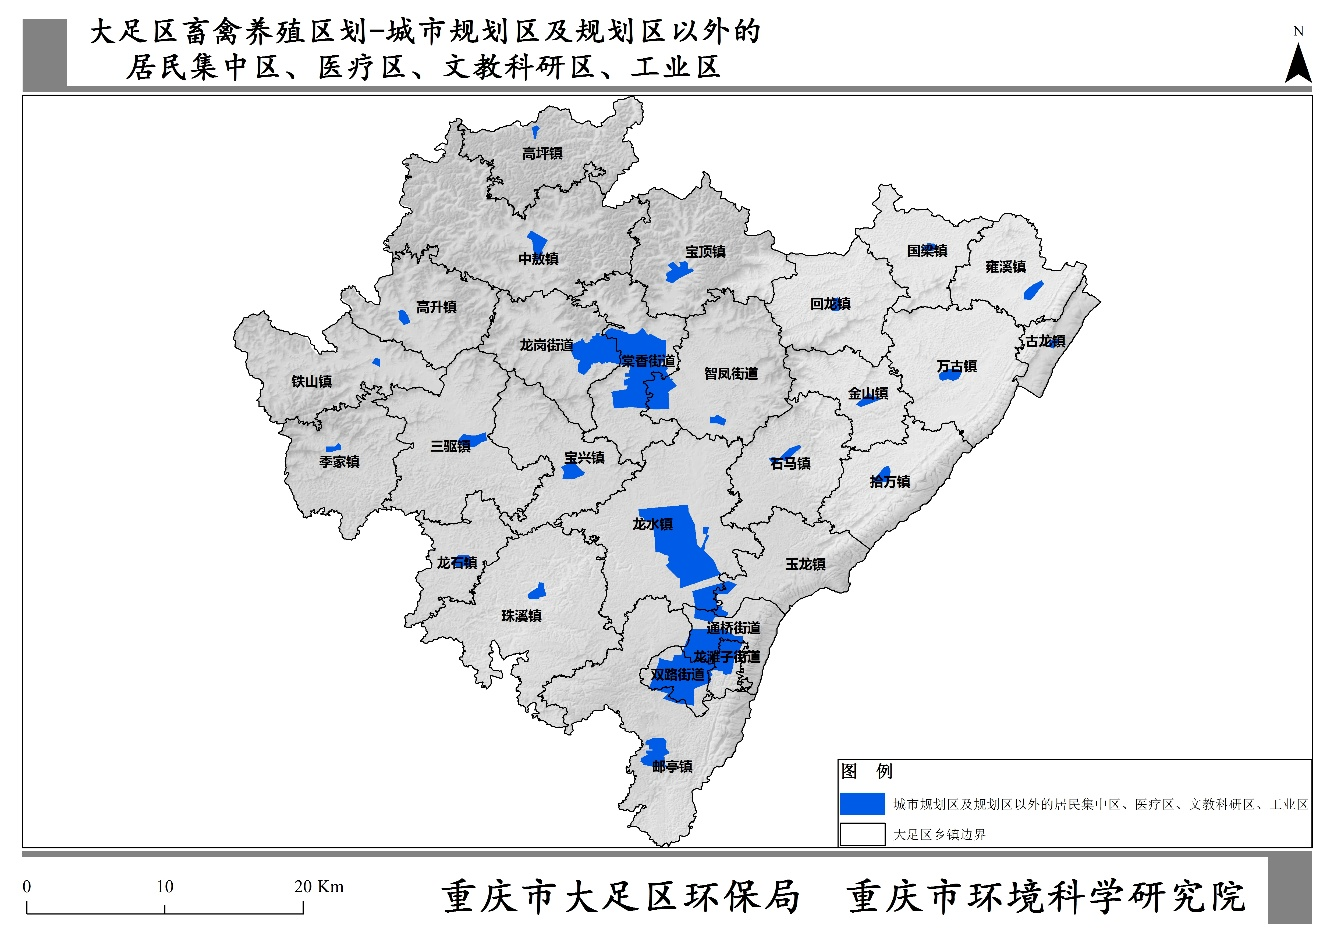 大足区畜禽养殖区划-城市规划区及规划区以外的
居民集中区、医疗区、文教科研区、工业区
N
高坪镇
中敖镇
宝顶镇
国梁镇
雍溪镇
高升镇
回龙镇
龙岗街道
棠香街道
古龙镇
铁山镇
智凤街道
万古镇
金山镇
三驱镇
季家镇
宝兴镇
石马镇
拾万镇
龙水镇
龙石镇
玉龙镇
珠溪镇
通桥街道
龙滩子街道
双路街道
邮亭镇
图 例
城市规划区及规划区以外的居民集中区、医疗区、文教科研区、工业区
大足区乡镇边界
0 10 20 Km
重庆市大足区环保局 重庆市环境科学研究院